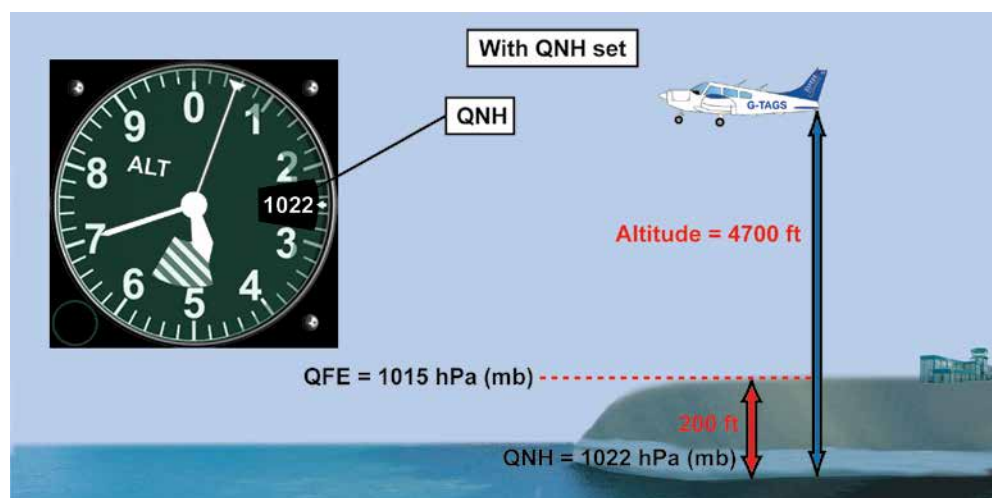 With QNH set
QNH
0
1
2
3
4
5
6
7
8
9
ALT
1022
G-TAGS
Altitude = 4700 ft
QFE = 1015 hPa (mb)
200 ft
QNH = 1022 hPa (mb)